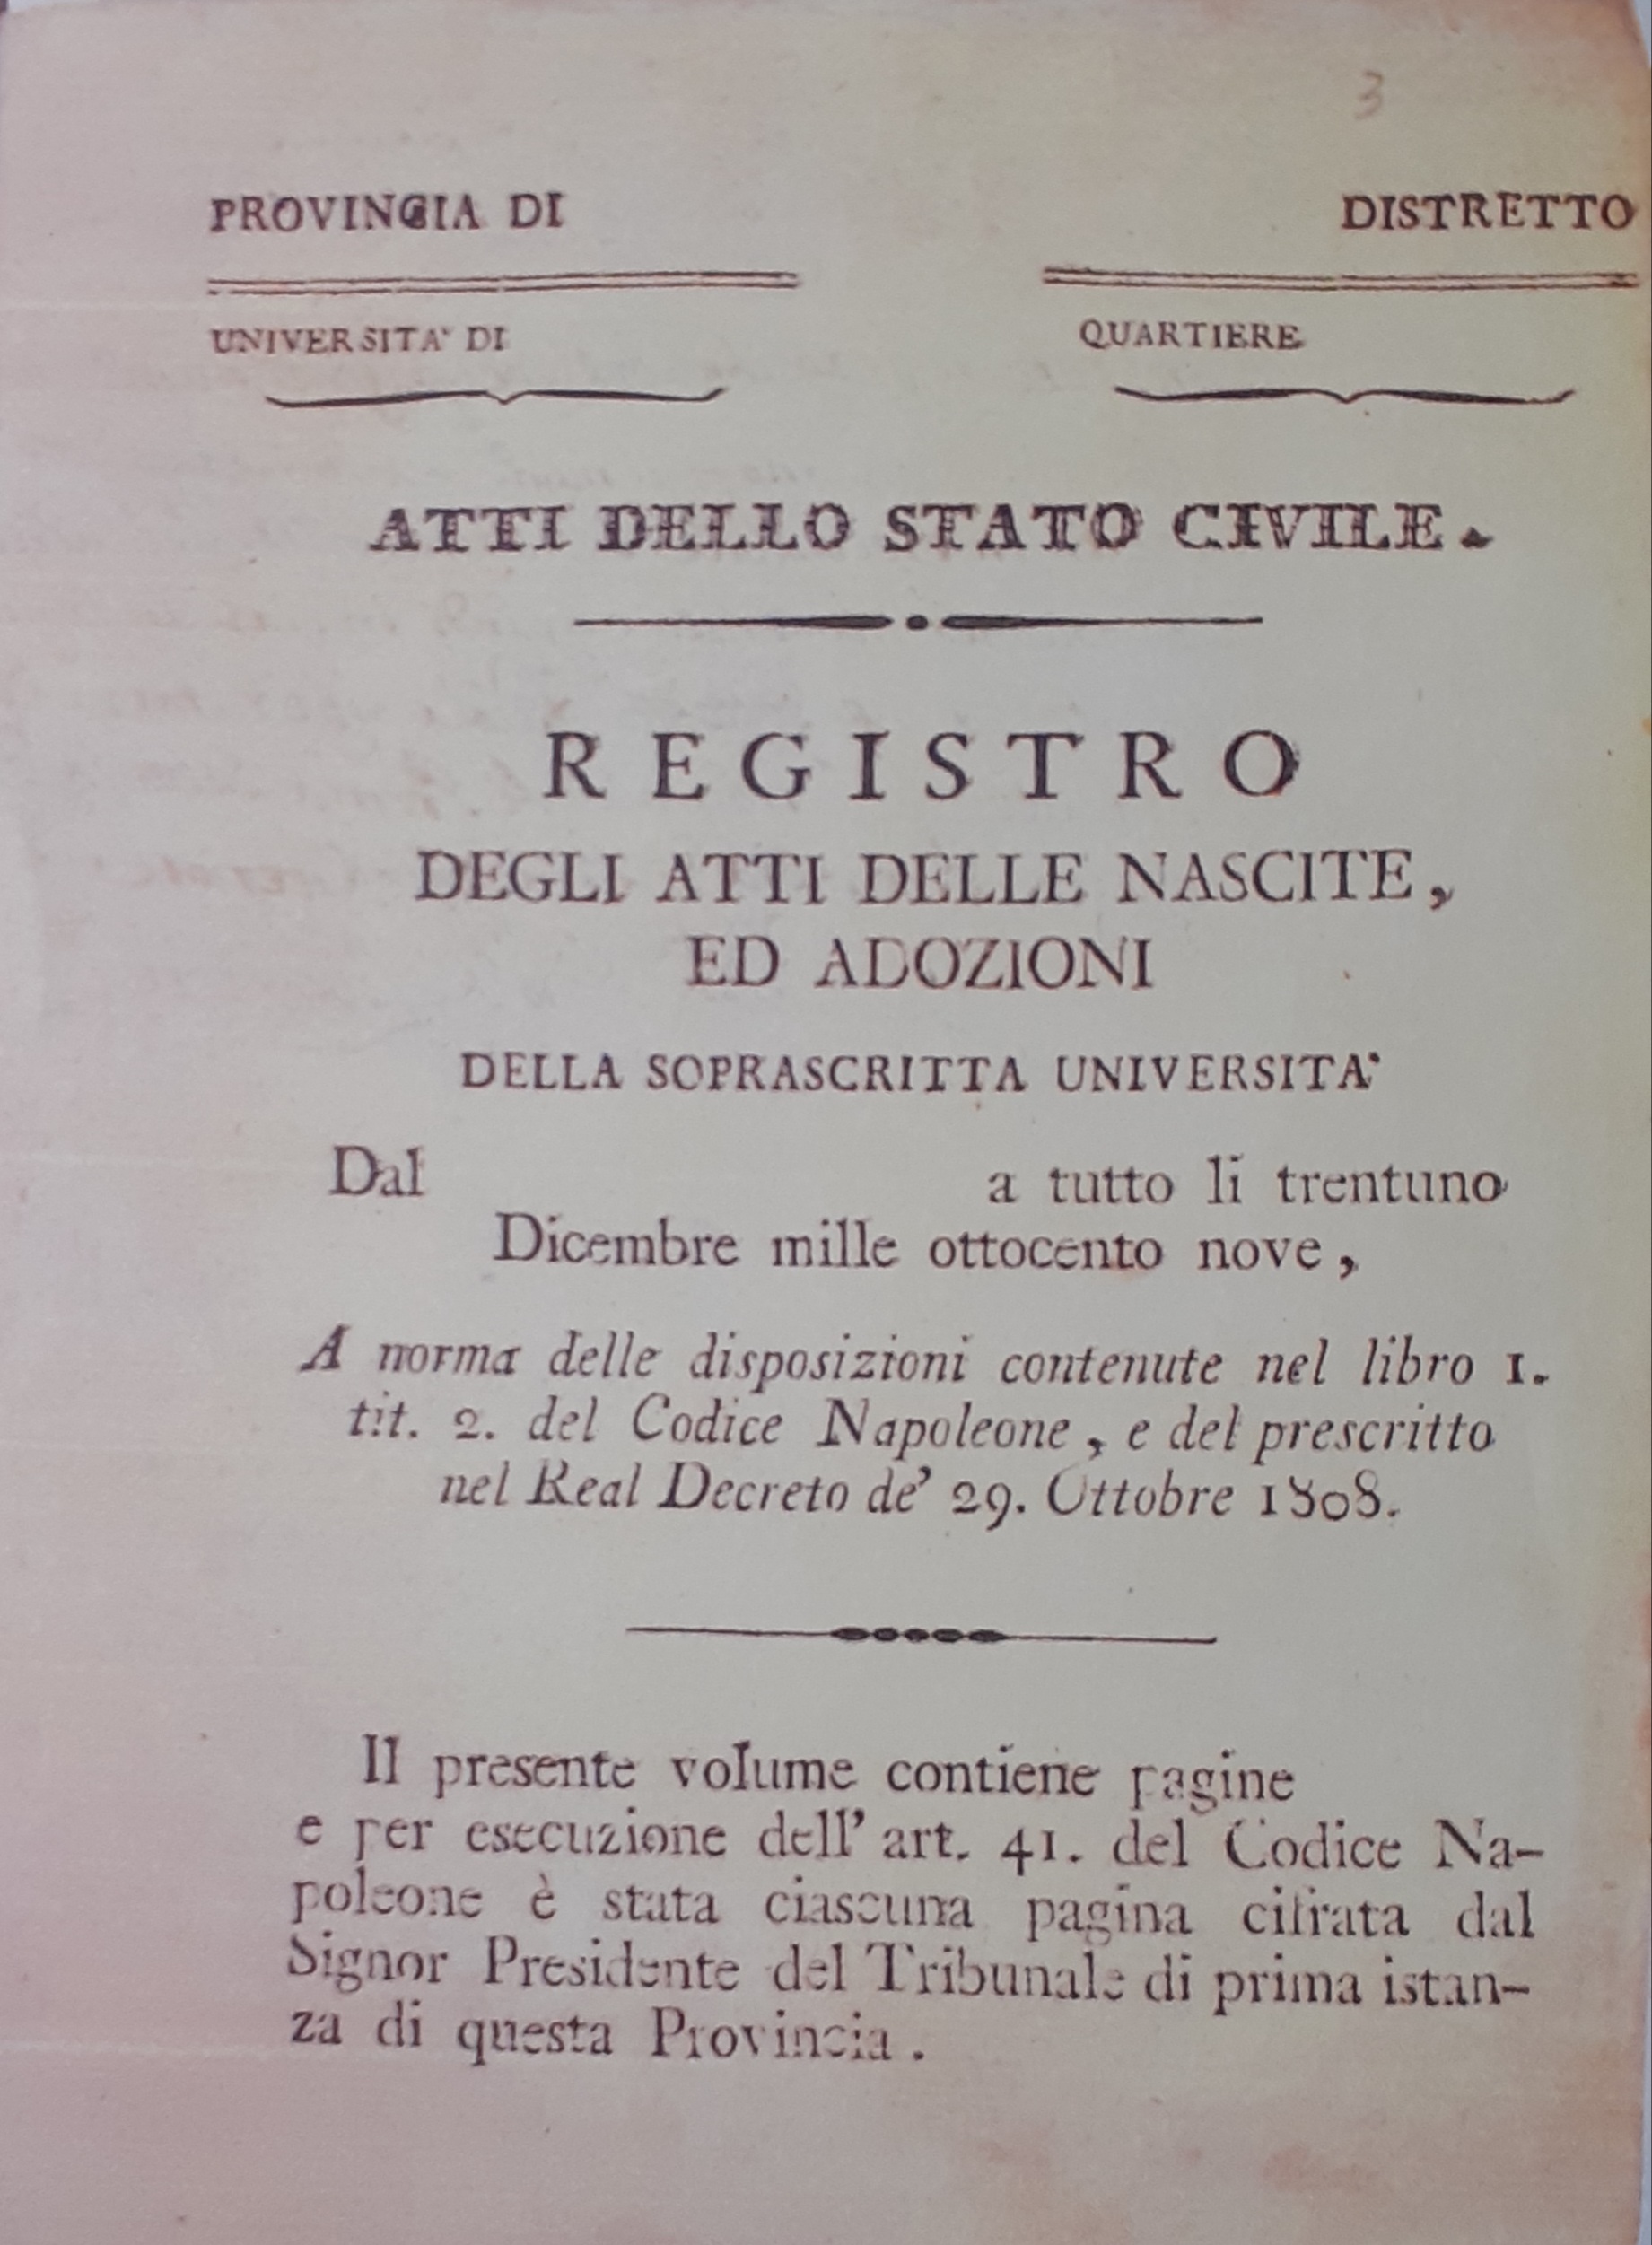 3
PROVINCIA DI DISTRETTO
UNIVERSITA' DI QUARTIERE
ATTI DELLO STATO CIVILE.
REGISTRO
DEGLI ATTI DELLE NASCITE,
ED ADOZIONI
DELLA SOPRASCRITTA UNIVERSITA'
Dal a tutto li trentuno
Dicembre mille ottocento nove,
A norma delle disposizioni contenute nel libro 1.
tit. 2. del Codice Napoleone, e del prescritto
nel Real Decreto de' 29. Ottobre 1808.
Il presente volume contiene pagine
e per esecuzione dell' art. 41. del Codice Na-
poleone è stata ciascuna pagina cifrata dal
Signor Presidente del Tribunale di prima istan-
za di questa Provincia.